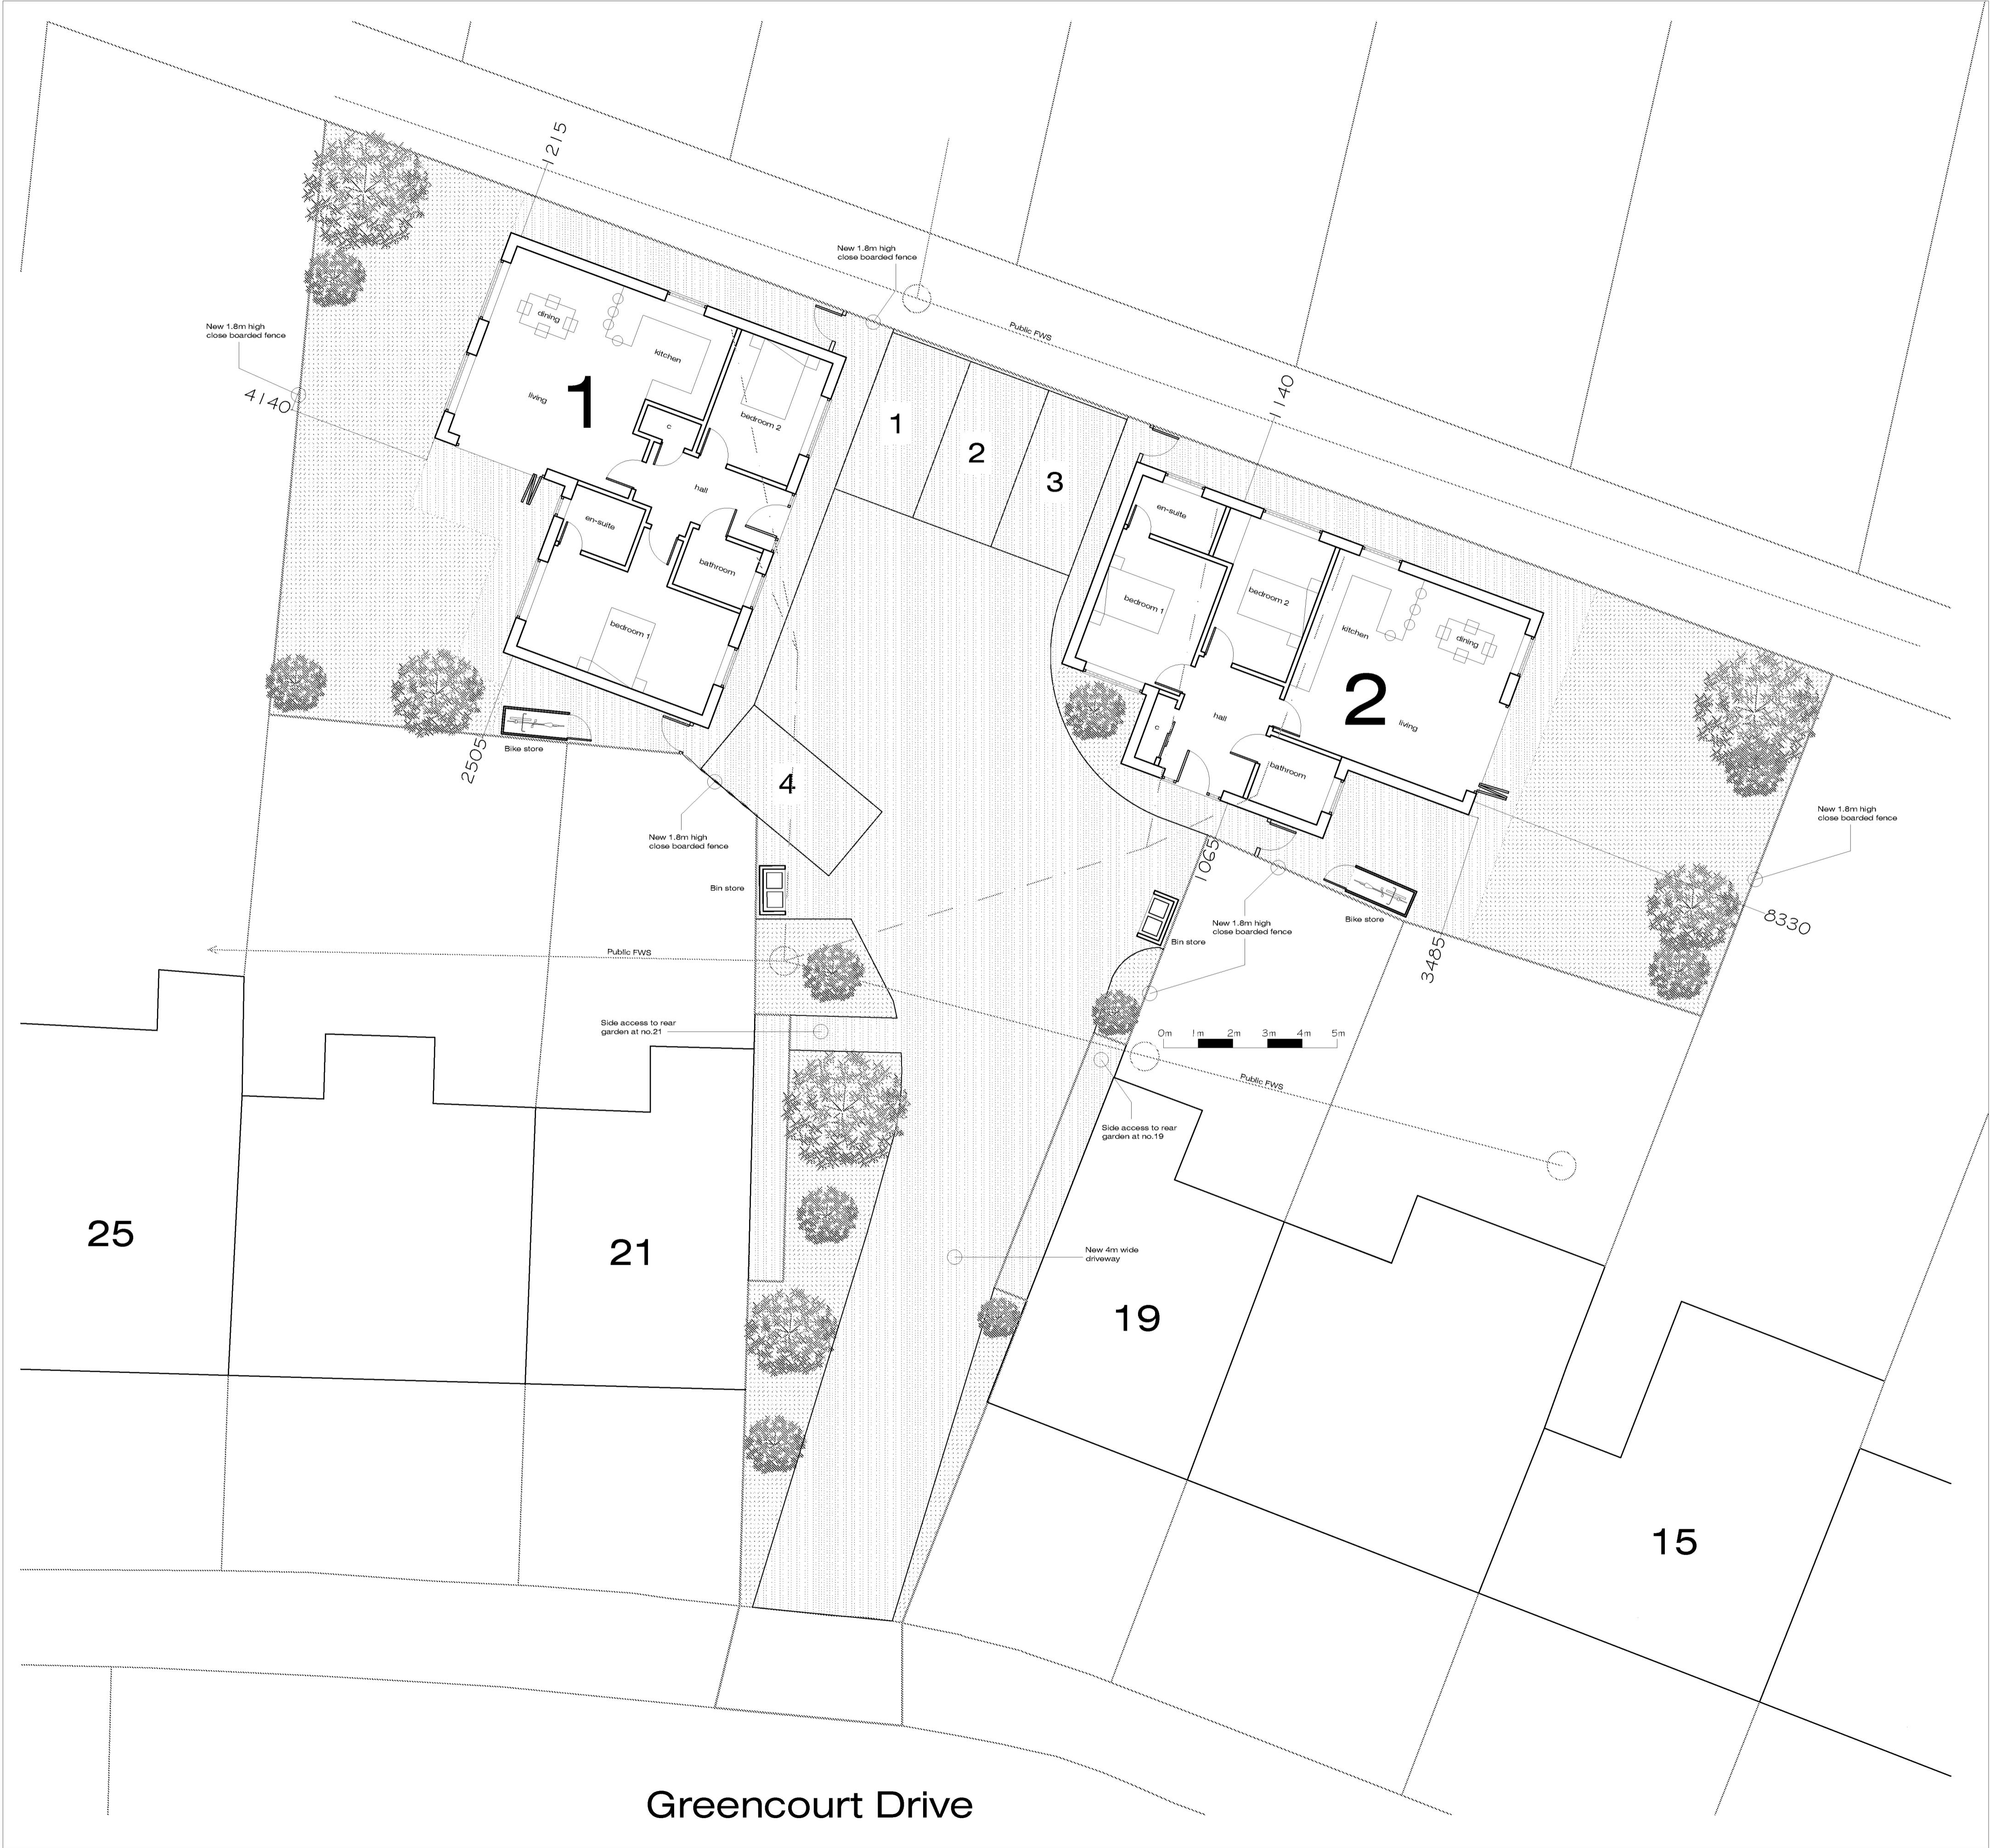 1215
New 1.8m high
close boarded fence
New 1.8m high
close boarded fence
4140
Public FWS
1140
dining
kitchen
living
1
bedroom 2
c
hall
en-suite
bathroom
bedroom 1
1
2
3
4
en-suite
bedroom 1
bedroom 2
kitchen
dining
2
living
hall
c
bathroom
Bike store
2505
New 1.8m high
close boarded fence
Bin store
1065
New 1.8m high
close boarded fence
8330
Bike store
New 1.8m high
close boarded fence
Bin store
3485
Public FWS
Side access to rear
garden at no.21
0m 1m 2m 3m 4m 5m
Public FWS
Side access to rear
garden at no.19
New 4m wide
driveway
25
21
19
15
Greencourt Drive